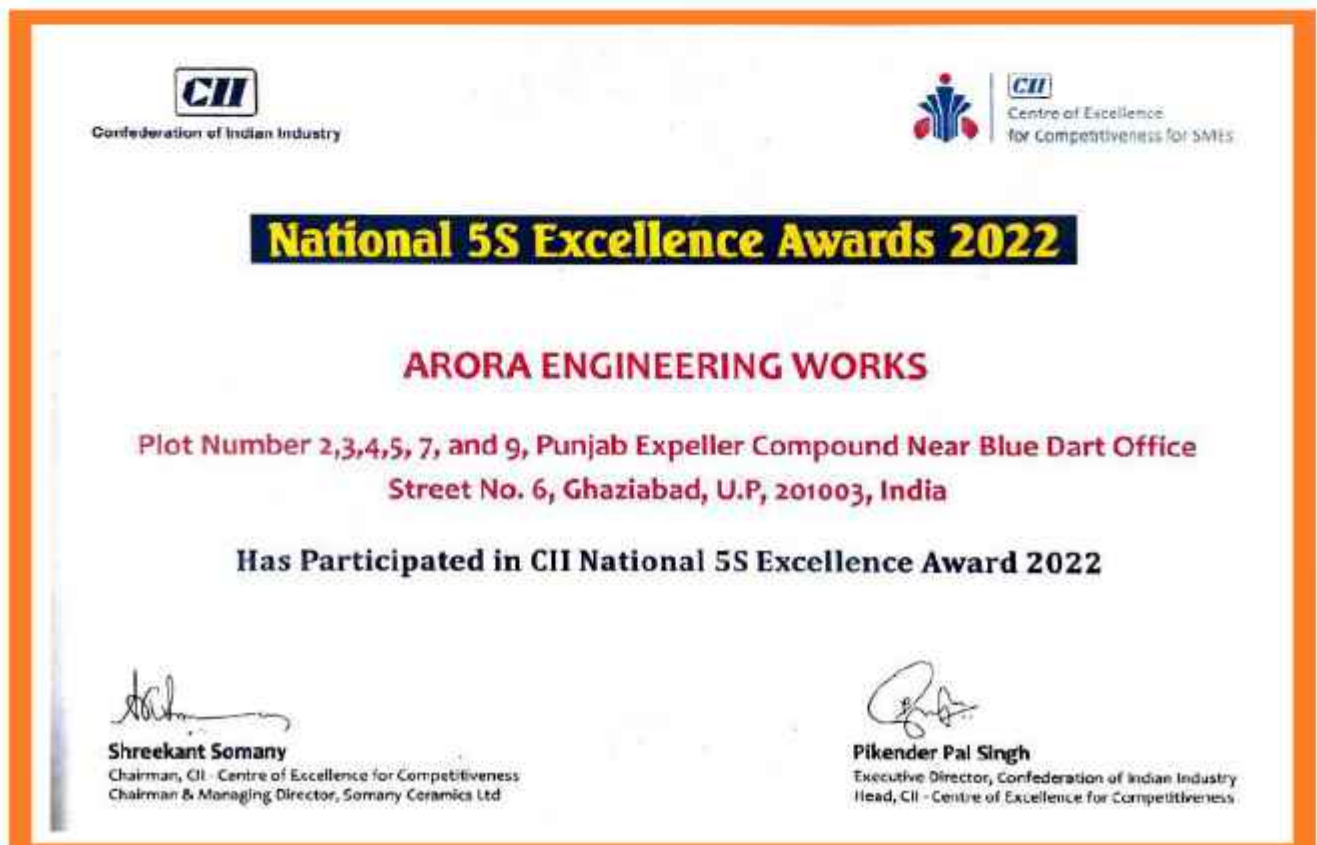 CII
Confederation of Indian Industry
CII
Centre of Excellence
for Competitiveness for SMEs
National 5S Excellence Awards 2022
ARORA ENGINEERING WORKS
Plot Number 2,3,4,5, 7, and 9, Punjab Expeller Compound Near Blue Dart Office
Street No. 6, Ghaziabad, U.P, 201003, India
Has Participated in CII National 5S Excellence Award 2022
Shreekant Somany
Chairman, CII - Centre of Excellence for Competitiveness
Chairman & Managing Director, Somany Ceramics Ltd
Pikender Pal Singh
Executive Director, Confederation of Indian Industry
Head, CII - Centre of Excellence for Competitiveness